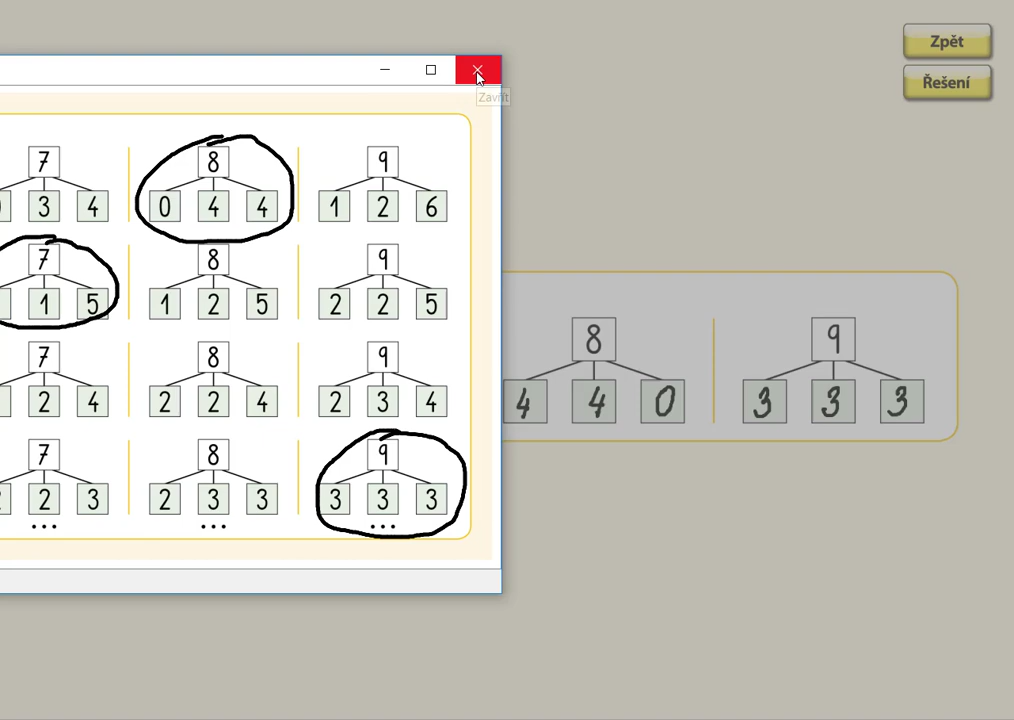 Zpět
Řešení
Zavřít
7 8 9
3 4 0 4 4 1 2 6
7 8 9
1 5 1 2 5 2 2 5
7 8 9
2 4 2 2 4 2 3 4
7 8 9
2 3 2 3 3 3 3 3
... ... ...
8 9
4 4 0 3 3 3